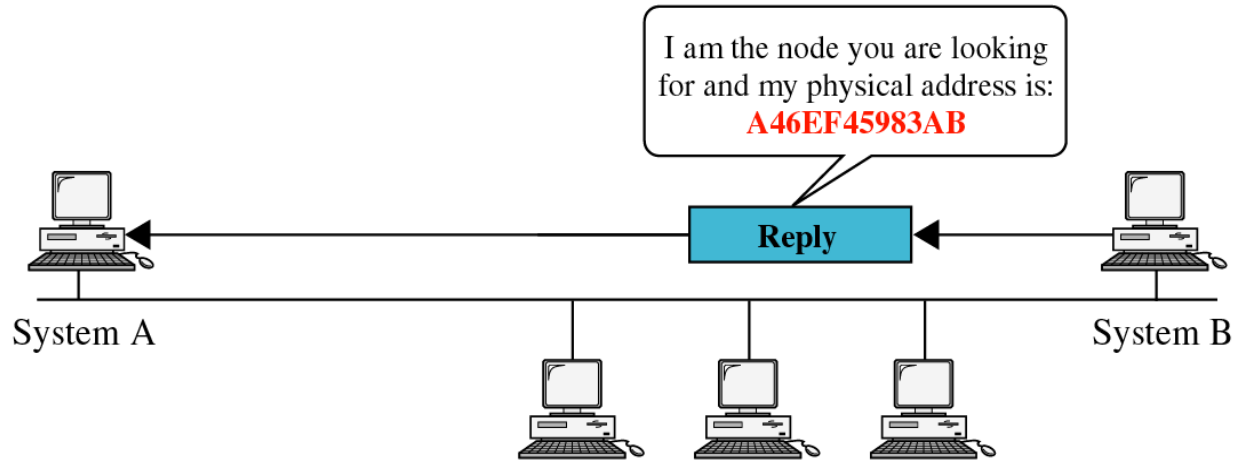 I am the node you are looking
for and my physical address is:
A46EF45983AB
Reply
System A
System B